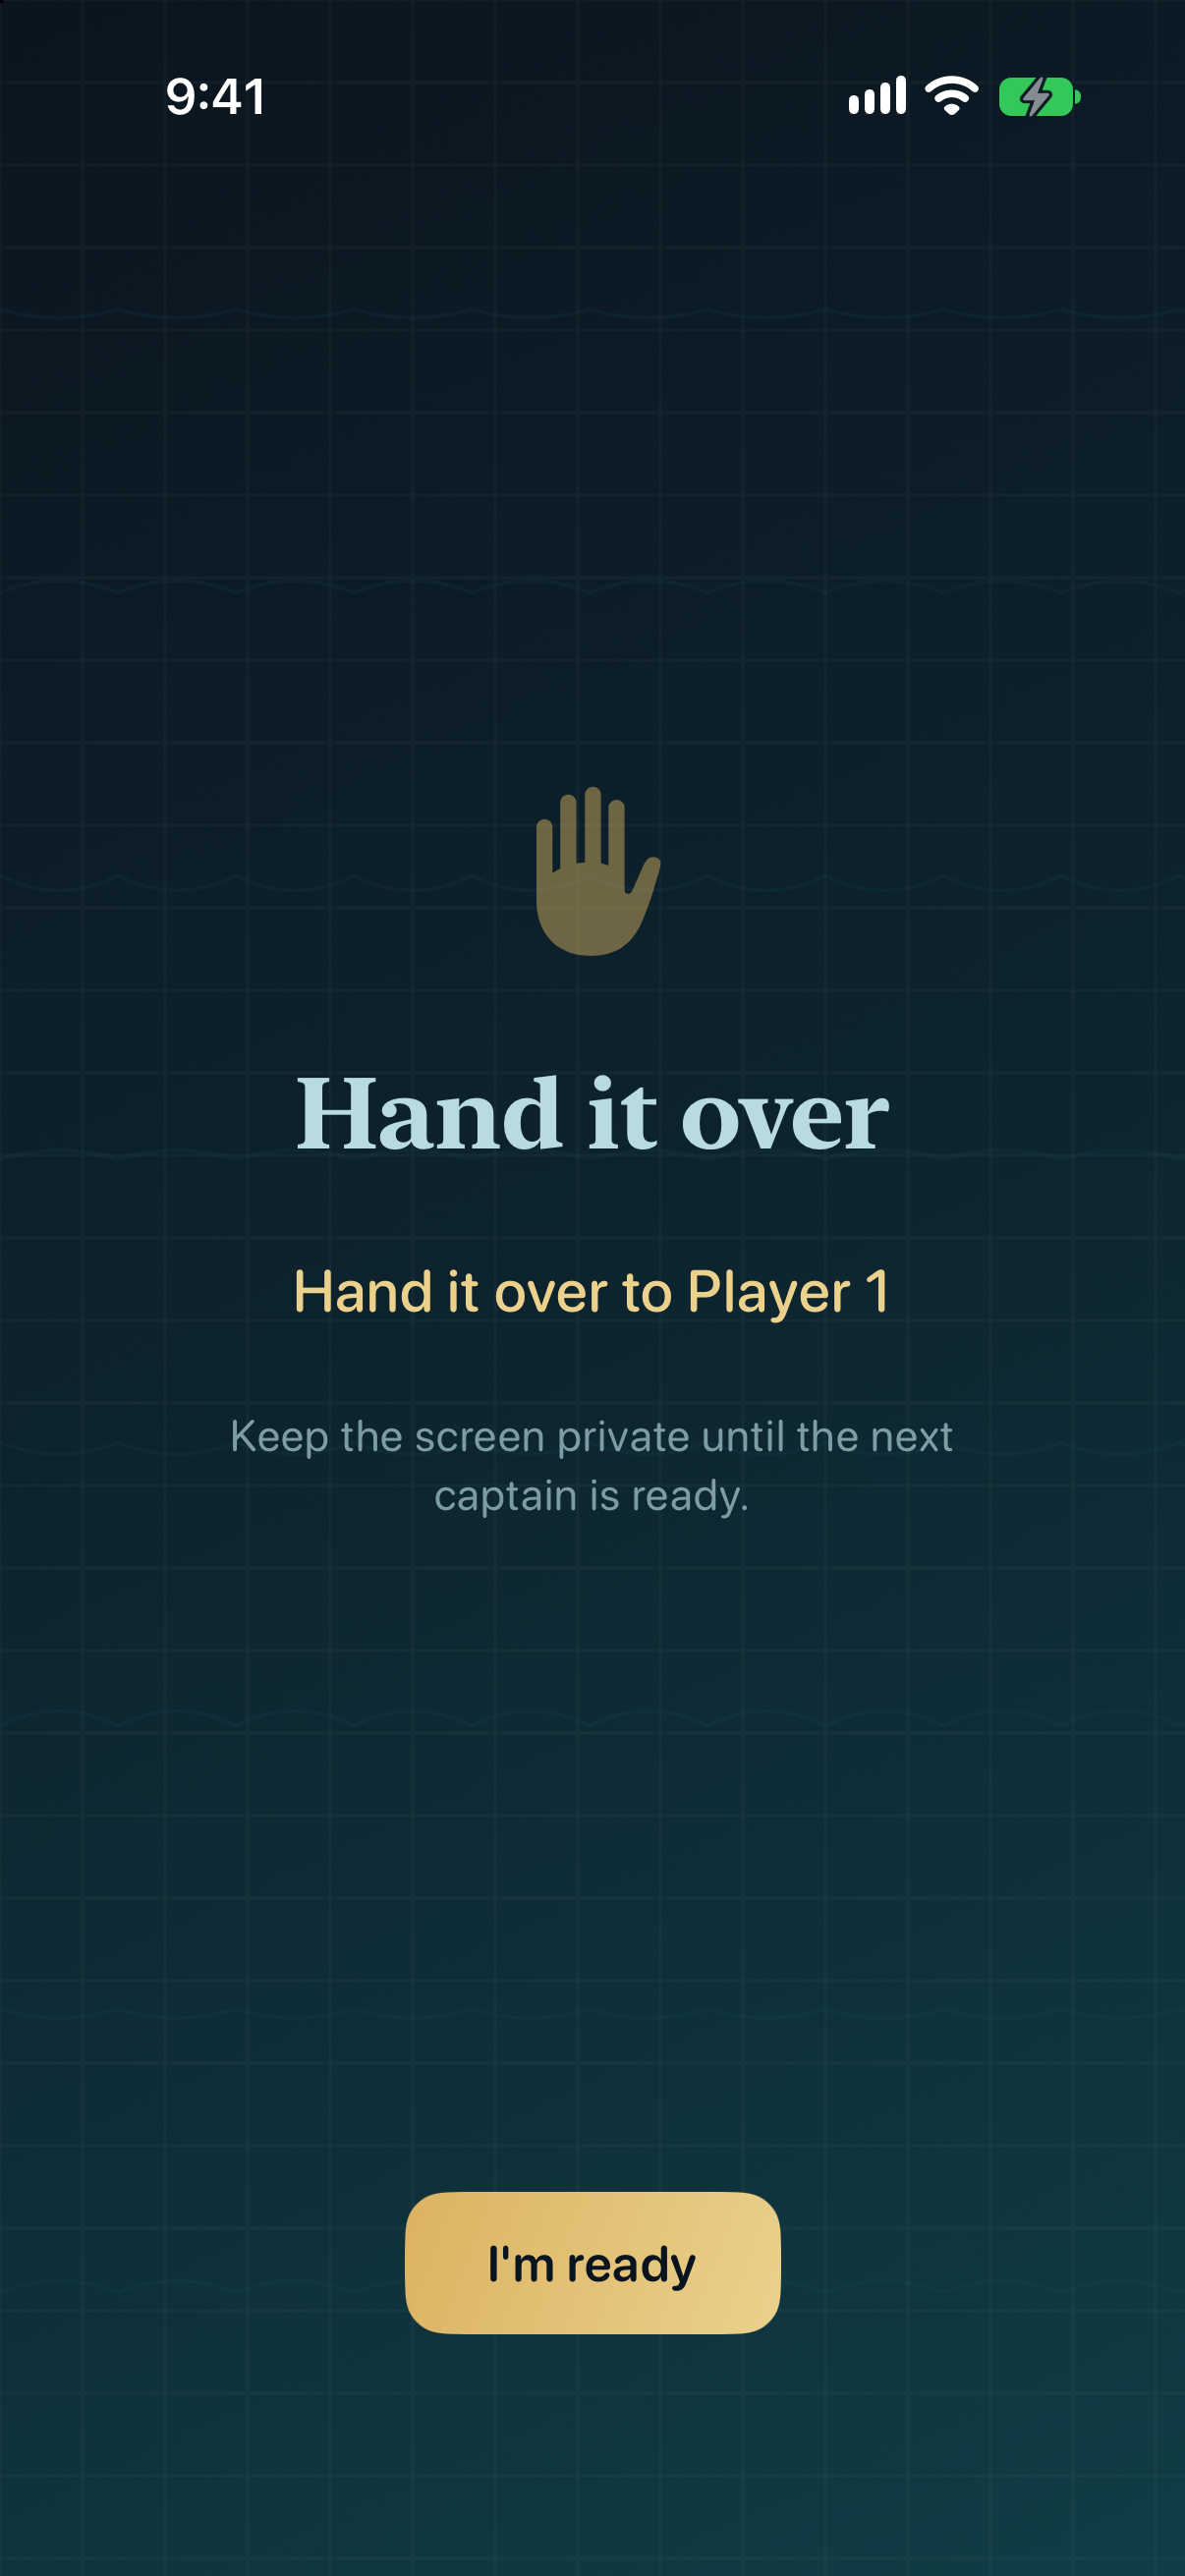 9:41
Hand it over
Hand it over to Player 1
Keep the screen private until the next
captain is ready.
I'm ready